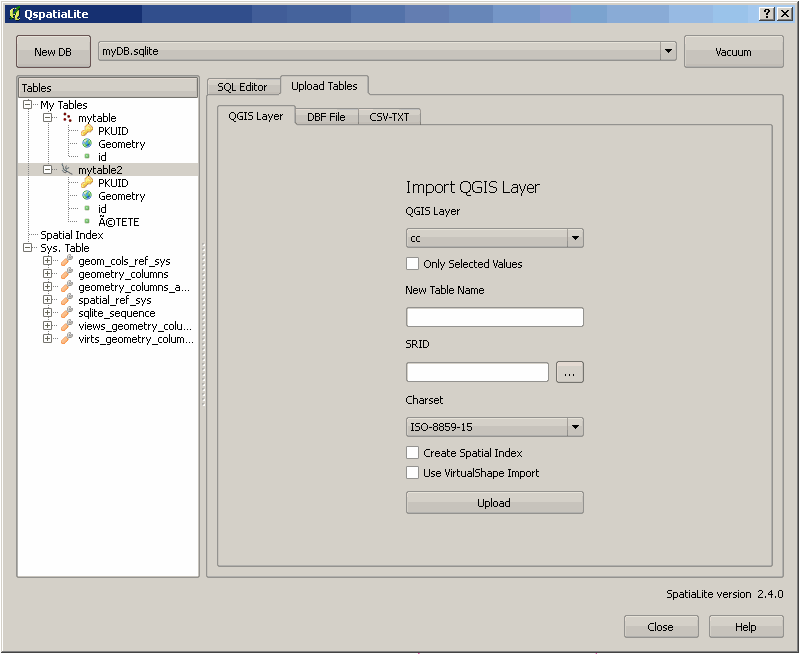 QspatiaLite
New DB
myDB.sqlite
Vacuum
Tables
My Tables
mytable
PKUID
Geometry
id
mytable2
PKUID
Geometry
id
Ã©TETE
Spatial Index
Sys. Table
geom_cols_ref_sys
geometry_columns
geometry_columns_a...
spatial_ref_sys
sqlite_sequence
views_geometry_colu...
virts_geometry_colum...
SQL Editor
Upload Tables
QGIS Layer
DBF File
CSV-TXT
Import QGIS Layer
QGIS Layer
cc
Only Selected Values
New Table Name
SRID
...
Charset
ISO-8859-15
Create Spatial Index
Use VirtualShape Import
Upload
SpatiaLite version 2.4.0
Close
Help